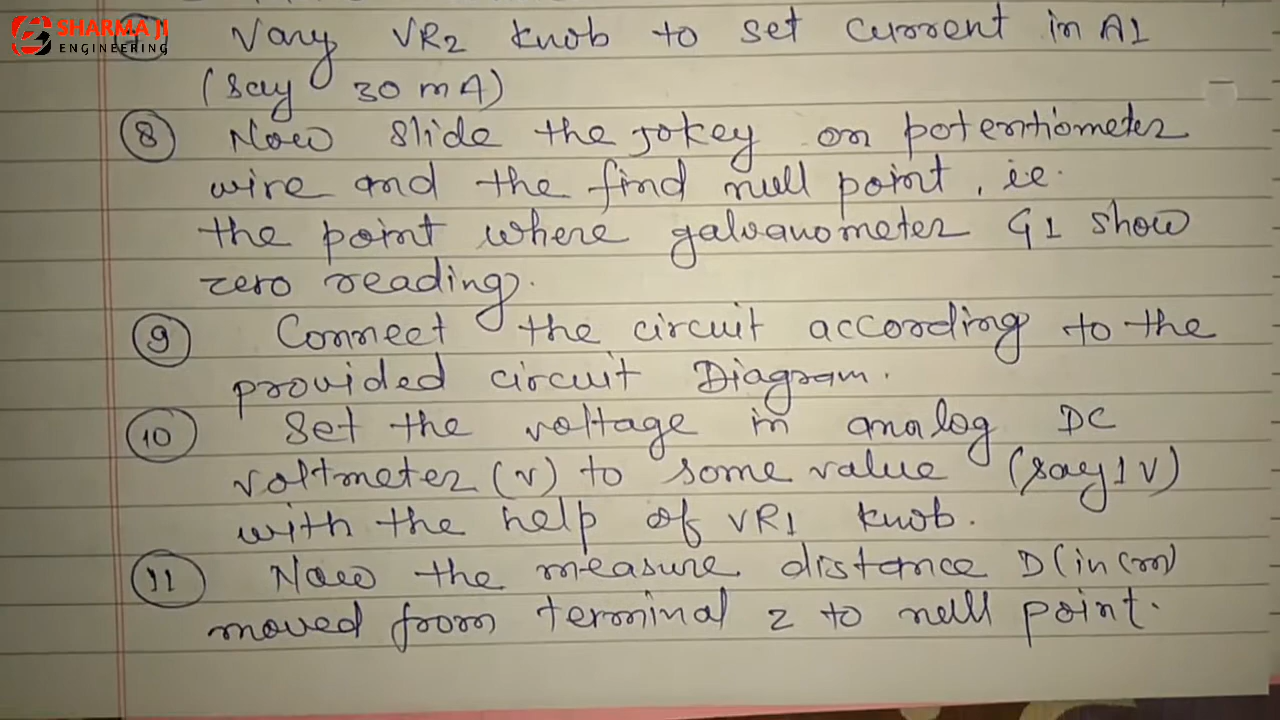 SHARMA JI
ENGINEERING
Vary VR2 knob to set current in A1
(say 30 mA)
8 Now slide the jokey on potentiometer
wire and the find null point, i.e.
the point where galvanometer G1 show
zero reading.
9 Connect the circuit according to the
provided circuit Diagram.
10 Set the voltage in analog DC
voltmeter (v) to some value (say 1 V)
with the help of VR1 knob.
11 Now the measure distance D (in cm)
moved from terminal 2 to null point.